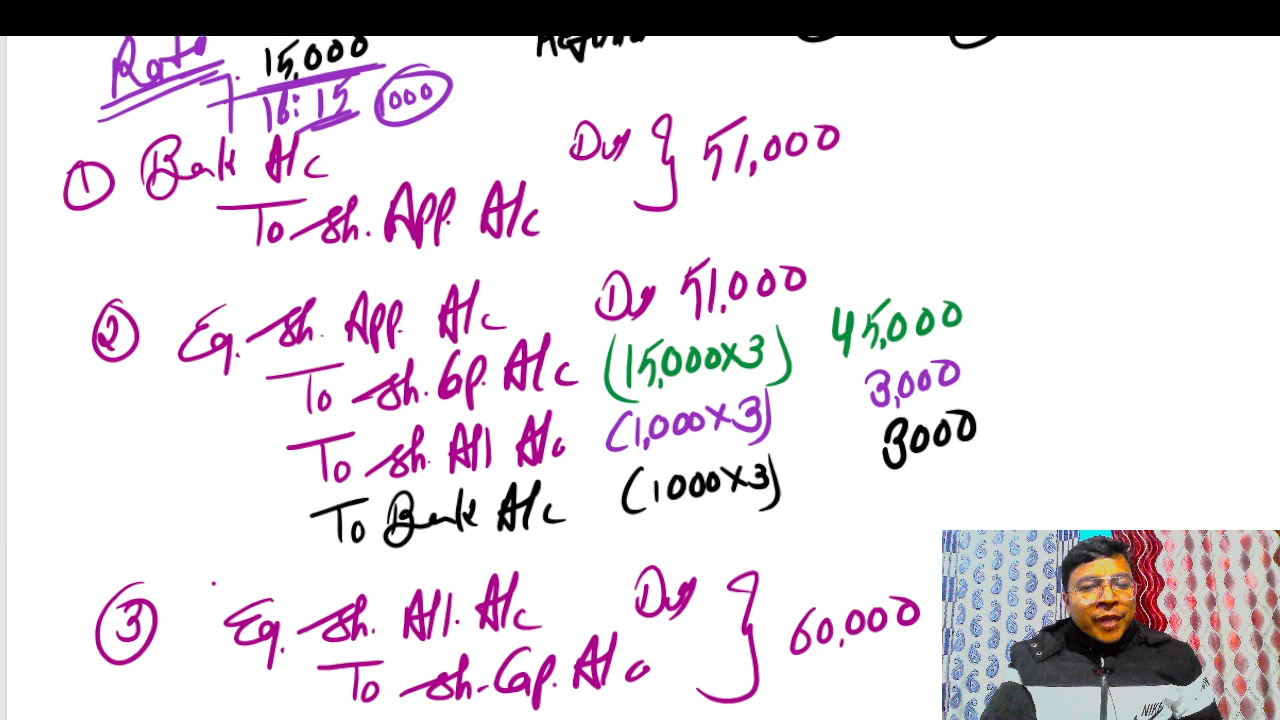 Rata
15,000
16:15 1000
① Bank A/c Dr } 51,000
To Sh. App. A/c
② Eq. Sh. App. A/c Dr 51,000
To Sh. Cap. A/c (15,000×3) 45,000
To Sh. All A/c (1,000×3) 3,000
To Bank A/c (1000×3) 3000
③ Eq. Sh. All. A/c Dr } 60,000
To Sh. Cap. A/c
NIKE